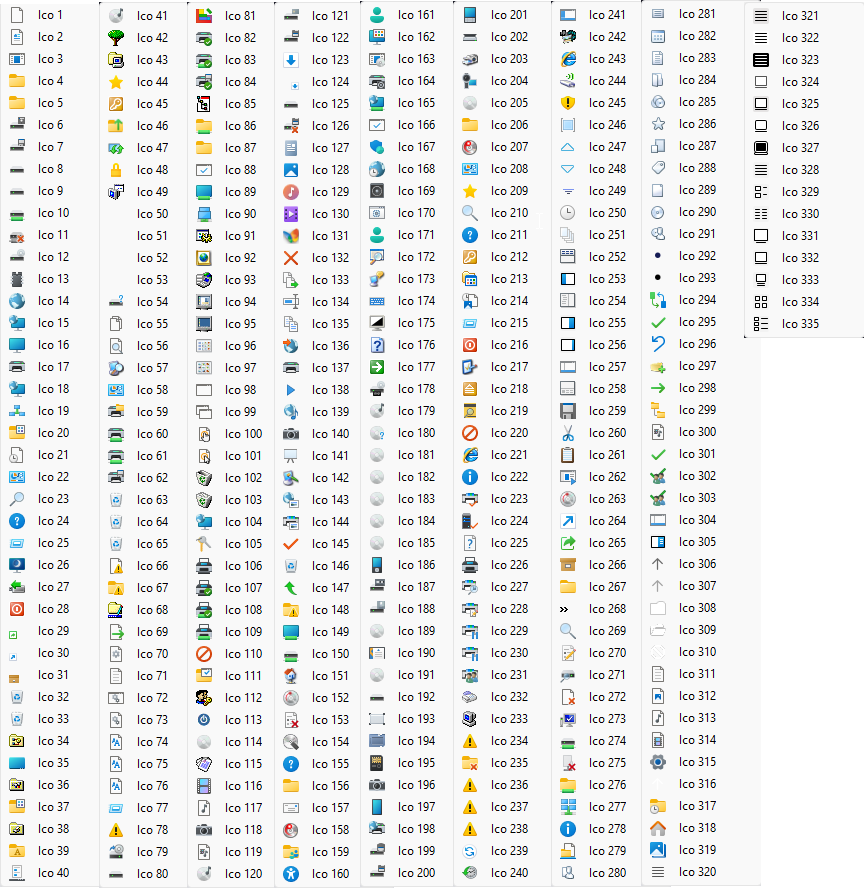 Ico 1
Ico 2
Ico 3
Ico 4
Ico 5
Ico 6
Ico 7
Ico 8
Ico 9
Ico 10
Ico 11
Ico 12
Ico 13
Ico 14
Ico 15
Ico 16
Ico 17
Ico 18
Ico 19
Ico 20
Ico 21
Ico 22
Ico 23
Ico 24
Ico 25
Ico 26
Ico 27
Ico 28
Ico 29
Ico 30
Ico 31
Ico 32
Ico 33
Ico 34
Ico 35
Ico 36
Ico 37
Ico 38
Ico 39
Ico 40
Ico 41
Ico 42
Ico 43
Ico 44
Ico 45
Ico 46
Ico 47
Ico 48
Ico 49
Ico 50
Ico 51
Ico 52
Ico 53
Ico 54
Ico 55
Ico 56
Ico 57
Ico 58
Ico 59
Ico 60
Ico 61
Ico 62
Ico 63
Ico 64
Ico 65
Ico 66
Ico 67
Ico 68
Ico 69
Ico 70
Ico 71
Ico 72
Ico 73
Ico 74
Ico 75
Ico 76
Ico 77
Ico 78
Ico 79
Ico 80
Ico 81
Ico 82
Ico 83
Ico 84
Ico 85
Ico 86
Ico 87
Ico 88
Ico 89
Ico 90
Ico 91
Ico 92
Ico 93
Ico 94
Ico 95
Ico 96
Ico 97
Ico 98
Ico 99
Ico 100
Ico 101
Ico 102
Ico 103
Ico 104
Ico 105
Ico 106
Ico 107
Ico 108
Ico 109
Ico 110
Ico 111
Ico 112
Ico 113
Ico 114
Ico 115
Ico 116
Ico 117
Ico 118
Ico 119
Ico 120
Ico 121
Ico 122
Ico 123
Ico 124
Ico 125
Ico 126
Ico 127
Ico 128
Ico 129
Ico 130
Ico 131
Ico 132
Ico 133
Ico 134
Ico 135
Ico 136
Ico 137
Ico 138
Ico 139
Ico 140
Ico 141
Ico 142
Ico 143
Ico 144
Ico 145
Ico 146
Ico 147
Ico 148
Ico 149
Ico 150
Ico 151
Ico 152
Ico 153
Ico 154
Ico 155
Ico 156
Ico 157
Ico 158
Ico 159
Ico 160
Ico 161
Ico 162
Ico 163
Ico 164
Ico 165
Ico 166
Ico 167
Ico 168
Ico 169
Ico 170
Ico 171
Ico 172
Ico 173
Ico 174
Ico 175
Ico 176
Ico 177
Ico 178
Ico 179
Ico 180
Ico 181
Ico 182
Ico 183
Ico 184
Ico 185
Ico 186
Ico 187
Ico 188
Ico 189
Ico 190
Ico 191
Ico 192
Ico 193
Ico 194
Ico 195
Ico 196
Ico 197
Ico 198
Ico 199
Ico 200
Ico 201
Ico 202
Ico 203
Ico 204
Ico 205
Ico 206
Ico 207
Ico 208
Ico 209
Ico 210
Ico 211
Ico 212
Ico 213
Ico 214
Ico 215
Ico 216
Ico 217
Ico 218
Ico 219
Ico 220
Ico 221
Ico 222
Ico 223
Ico 224
Ico 225
Ico 226
Ico 227
Ico 228
Ico 229
Ico 230
Ico 231
Ico 232
Ico 233
Ico 234
Ico 235
Ico 236
Ico 237
Ico 238
Ico 239
Ico 240
Ico 241
Ico 242
Ico 243
Ico 244
Ico 245
Ico 246
Ico 247
Ico 248
Ico 249
Ico 250
Ico 251
Ico 252
Ico 253
Ico 254
Ico 255
Ico 256
Ico 257
Ico 258
Ico 259
Ico 260
Ico 261
Ico 262
Ico 263
Ico 264
Ico 265
Ico 266
Ico 267
Ico 268
Ico 269
Ico 270
Ico 271
Ico 272
Ico 273
Ico 274
Ico 275
Ico 276
Ico 277
Ico 278
Ico 279
Ico 280
Ico 281
Ico 282
Ico 283
Ico 284
Ico 285
Ico 286
Ico 287
Ico 288
Ico 289
Ico 290
Ico 291
Ico 292
Ico 293
Ico 294
Ico 295
Ico 296
Ico 297
Ico 298
Ico 299
Ico 300
Ico 301
Ico 302
Ico 303
Ico 304
Ico 305
Ico 306
Ico 307
Ico 308
Ico 309
Ico 310
Ico 311
Ico 312
Ico 313
Ico 314
Ico 315
Ico 316
Ico 317
Ico 318
Ico 319
Ico 320
Ico 321
Ico 322
Ico 323
Ico 324
Ico 325
Ico 326
Ico 327
Ico 328
Ico 329
Ico 330
Ico 331
Ico 332
Ico 333
Ico 334
Ico 335